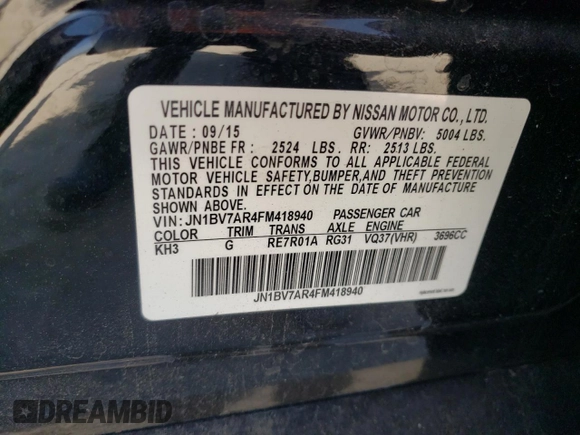 VEHICLE MANUFACTURED BY NISSAN MOTOR CO., LTD.
DATE : 09/15 GVWR/PNBV: 5004 LBS.
GAWR/PNBE FR : 2524 LBS. RR: 2513 LBS.
THIS VEHICLE CONFORMS TO ALL APPLICABLE FEDERAL
MOTOR VEHICLE SAFETY,BUMPER,AND THEFT PREVENTION
STANDARDS IN EFFECT ON THE DATE OF MANUFACTURE
SHOWN ABOVE.
VIN: JN1BV7AR4FM418940 PASSENGER CAR
COLOR TRIM TRANS AXLE ENGINE
KH3 G RE7R01A RG31 VQ37(VHR) 3696CC
JN1BV7AR4FM418940
DREAMBID